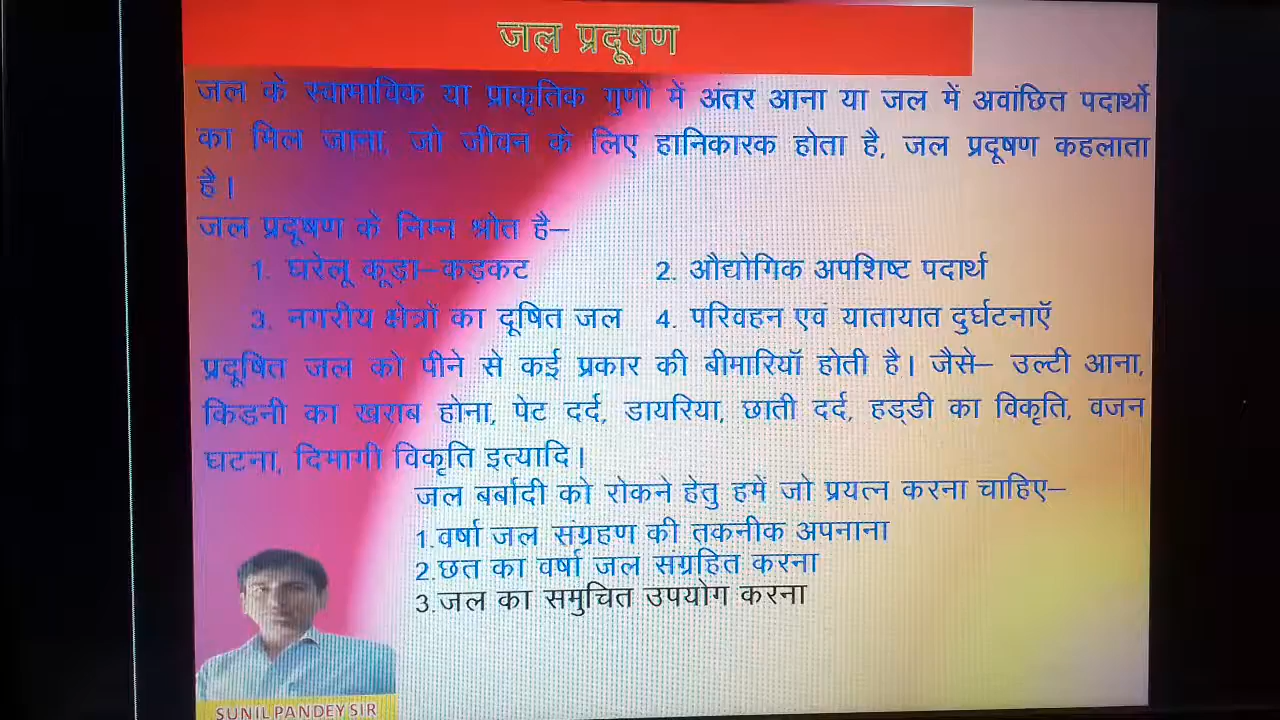 जल प्रदूषण
जल के स्वाभाविक या प्राकृतिक गुणों में अंतर आना या जल में अवांछित पदार्थो
का मिल जाना, जो जीवन के लिए हानिकारक होता है, जल प्रदूषण कहलाता
है।
जल प्रदूषण के निम्न श्रोत है–
1. घरेलू कूड़ा–कड़कट 2. औद्योगिक अपशिष्ट पदार्थ
3. नगरीय क्षेत्रों का दूषित जल 4. परिवहन एवं यातायात दुर्घटनाऍ
प्रदूषित जल को पीने से कई प्रकार की बीमारियॉ होती है। जैसे– उल्टी आना,
किडनी का खराब होना, पेट दर्द, डायरिया, छाती दर्द, हड्डी का विकृति, वजन
घटना, दिमागी विकृति इत्यादि।
जल बर्बादी को रोकने हेतु हमें जो प्रयत्न करना चाहिए–
1.वर्षा जल संग्रहण की तकनीक अपनाना
2.छत का वर्षा जल संग्रहित करना
3.जल का समुचित उपयोग करना
SUNIL PANDEY SIR